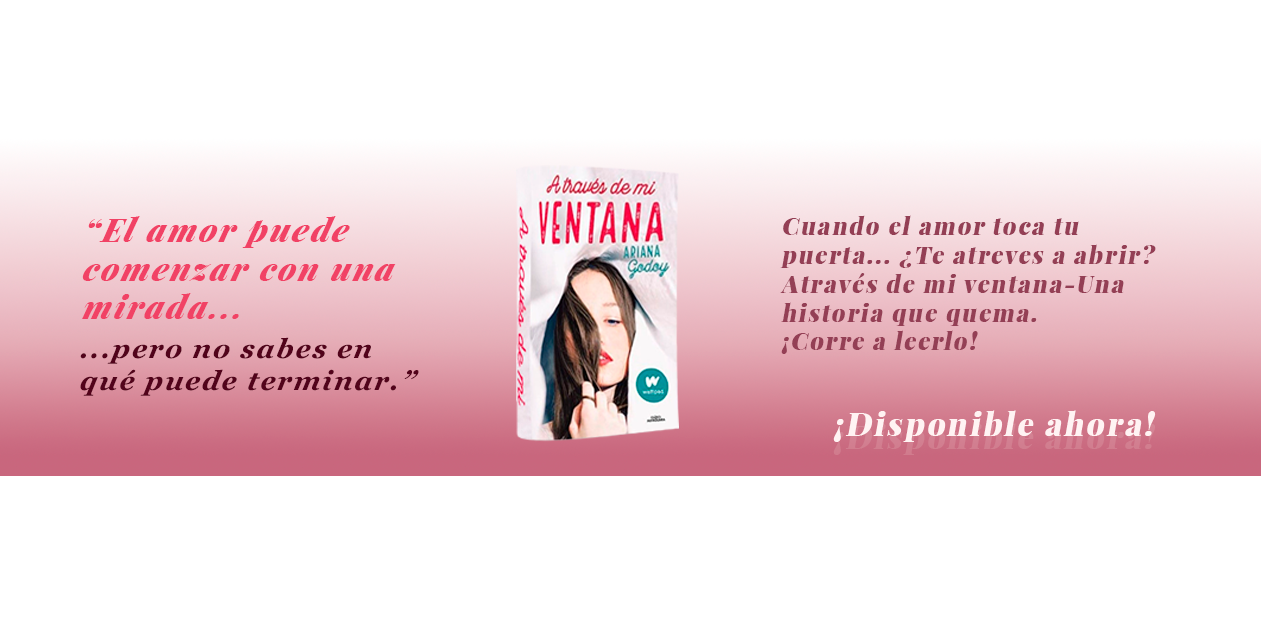 “El amor puede
comenzar con una
mirada...
...pero no sabes en
qué puede terminar.”
A través de mi
VENTANA
ARIANA
Godoy
A través de mi
wattpad
Cuando el amor toca tu
puerta... ¿Te atreves a abrir?
Através de mi ventana-Una
historia que quema.
¡Corre a leerlo!
¡Disponible ahora!